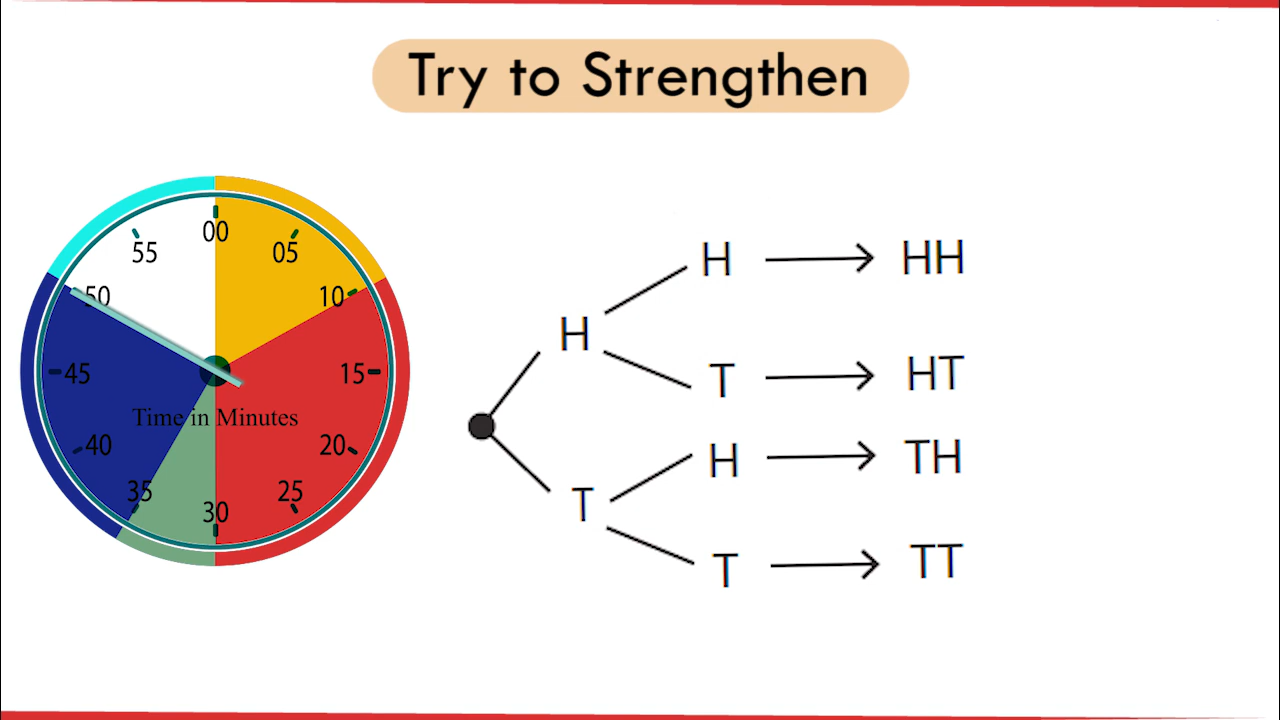 Try to Strengthen
00
05
10
15
20
25
30
35
40
45
50
55
Time in Minutes
H
H → HH
T → HT
T
H → TH
T → TT